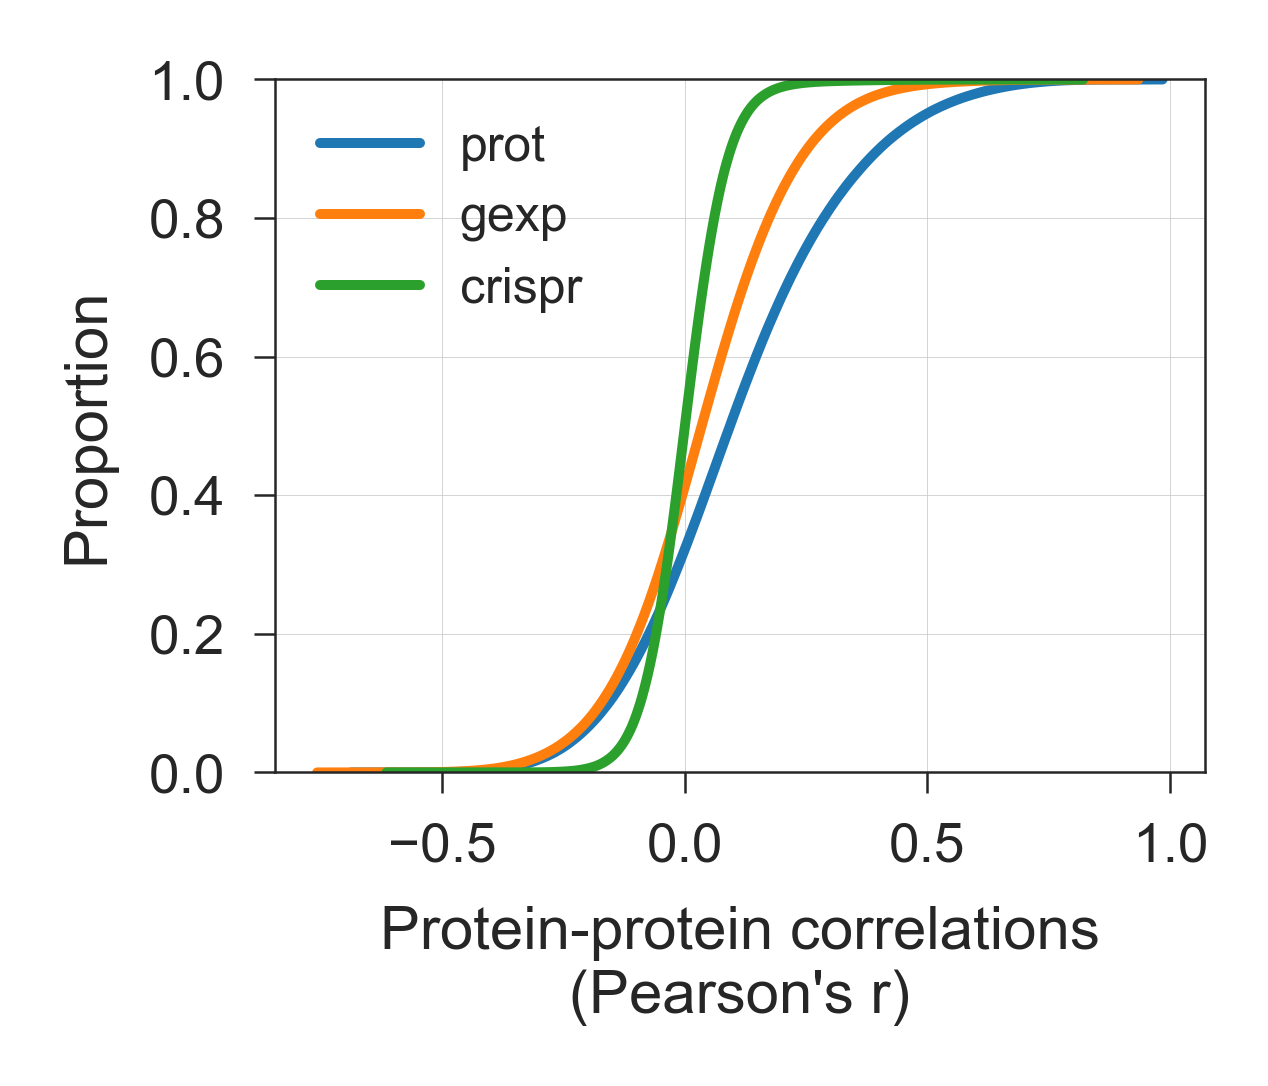 1.0
0.8
0.6
0.4
0.2
0.0
Proportion
prot
gexp
crispr
−0.5 0.0 0.5 1.0
Protein-protein correlations
(Pearson's r)